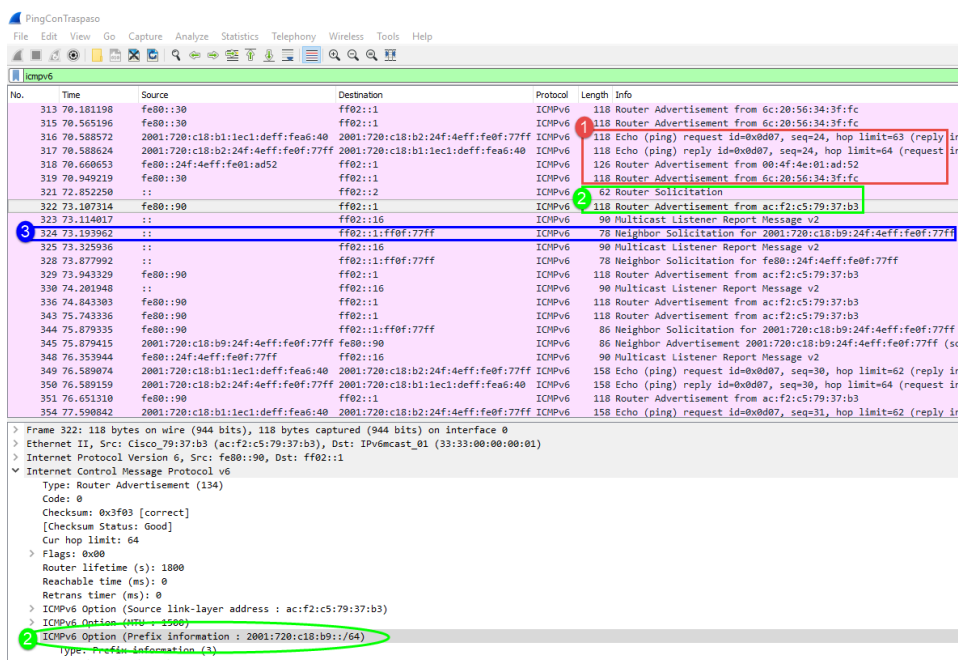 PingConTraspaso
File Edit View Go Capture Analyze Statistics Telephony Wireless Tools Help
icmpv6
No. Time Source Destination Protocol Length Info
313 70.181198 fe80::30 ff02::1 ICMPv6 118 Router Advertisement from 6c:20:56:34:3f:fc
315 70.565196 fe80::30 ff02::1 ICMPv6 118 Router Advertisement from 6c:20:56:34:3f:fc
1
316 70.588572 2001:720:c18:b1:1ec1:deff:fea6:40 2001:720:c18:b2:24f:4eff:fe0f:77ff ICMPv6 118 Echo (ping) request id=0x0d07, seq=24, hop limit=63 (reply in
317 70.588624 2001:720:c18:b2:24f:4eff:fe0f:77ff 2001:720:c18:b1:1ec1:deff:fea6:40 ICMPv6 118 Echo (ping) reply id=0x0d07, seq=24, hop limit=64 (request in
318 70.660653 fe80::24f:4eff:fe01:ad52 ff02::1 ICMPv6 126 Router Advertisement from 00:4f:4e:01:ad:52
319 70.949219 fe80::30 ff02::1 ICMPv6 118 Router Advertisement from 6c:20:56:34:3f:fc
321 72.852250 :: ff02::2 ICMPv6 62 Router Solicitation
2
322 73.107314 fe80::90 ff02::1 ICMPv6 118 Router Advertisement from ac:f2:c5:79:37:b3
323 73.114017 :: ff02::16 ICMPv6 90 Multicast Listener Report Message v2
3
324 73.193962 :: ff02::1:ff0f:77ff ICMPv6 78 Neighbor Solicitation for 2001:720:c18:b9:24f:4eff:fe0f:77ff
325 73.325936 :: ff02::16 ICMPv6 90 Multicast Listener Report Message v2
328 73.877992 :: ff02::1:ff0f:77ff ICMPv6 78 Neighbor Solicitation for fe80::24f:4eff:fe0f:77ff
329 73.943329 fe80::90 ff02::1 ICMPv6 118 Router Advertisement from ac:f2:c5:79:37:b3
330 74.201948 :: ff02::16 ICMPv6 90 Multicast Listener Report Message v2
336 74.843303 fe80::90 ff02::1 ICMPv6 118 Router Advertisement from ac:f2:c5:79:37:b3
343 75.743336 fe80::90 ff02::1 ICMPv6 118 Router Advertisement from ac:f2:c5:79:37:b3
344 75.879335 fe80::90 ff02::1:ff0f:77ff ICMPv6 86 Neighbor Solicitation for 2001:720:c18:b9:24f:4eff:fe0f:77ff
345 75.879415 2001:720:c18:b9:24f:4eff:fe0f:77ff fe80::90 ICMPv6 86 Neighbor Advertisement 2001:720:c18:b9:24f:4eff:fe0f:77ff (so
348 76.353944 fe80::24f:4eff:fe0f:77ff ff02::16 ICMPv6 90 Multicast Listener Report Message v2
349 76.589074 2001:720:c18:b1:1ec1:deff:fea6:40 2001:720:c18:b2:24f:4eff:fe0f:77ff ICMPv6 158 Echo (ping) request id=0x0d07, seq=30, hop limit=62 (reply in
350 76.589159 2001:720:c18:b2:24f:4eff:fe0f:77ff 2001:720:c18:b1:1ec1:deff:fea6:40 ICMPv6 158 Echo (ping) reply id=0x0d07, seq=30, hop limit=64 (request in
351 76.651310 fe80::90 ff02::1 ICMPv6 118 Router Advertisement from ac:f2:c5:79:37:b3
354 77.590842 2001:720:c18:b1:1ec1:deff:fea6:40 2001:720:c18:b2:24f:4eff:fe0f:77ff ICMPv6 158 Echo (ping) request id=0x0d07, seq=31, hop limit=62 (reply in
Frame 322: 118 bytes on wire (944 bits), 118 bytes captured (944 bits) on interface 0
Ethernet II, Src: Cisco_79:37:b3 (ac:f2:c5:79:37:b3), Dst: IPv6mcast_01 (33:33:00:00:00:01)
Internet Protocol Version 6, Src: fe80::90, Dst: ff02::1
Internet Control Message Protocol v6
Type: Router Advertisement (134)
Code: 0
Checksum: 0x3f03 [correct]
[Checksum Status: Good]
Cur hop limit: 64
Flags: 0x00
Router lifetime (s): 1800
Reachable time (ms): 0
Retrans timer (ms): 0
ICMPv6 Option (Source link-layer address : ac:f2:c5:79:37:b3)
ICMPv6 Option (MTU : 1500)
2
ICMPv6 Option (Prefix information : 2001:720:c18:b9::/64)
Type: Prefix information (3)